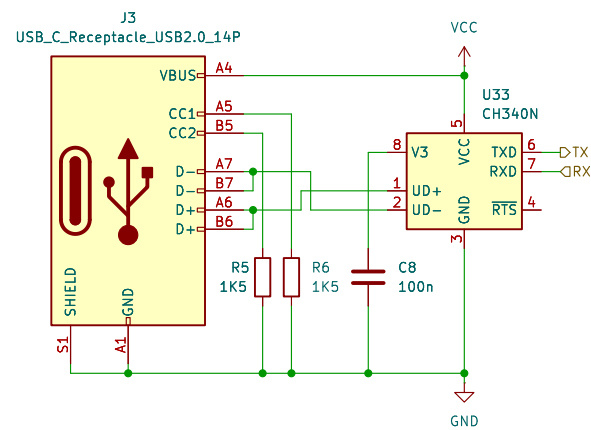 J3
USB_C_Receptacle_USB2.0_14P
VCC
VBUS
A4
U33
CH340N
CC1
A5
CC2
B5
5
8
V3
VCC
TXD
6
TX
D-
A7
RXD
7
RX
D-
B7
1
UD+
D+
A6
2
UD-
GND
RTS
4
D+
B6
3
R5
1K5
R6
1K5
C8
100n
SHIELD
GND
S1
A1
GND